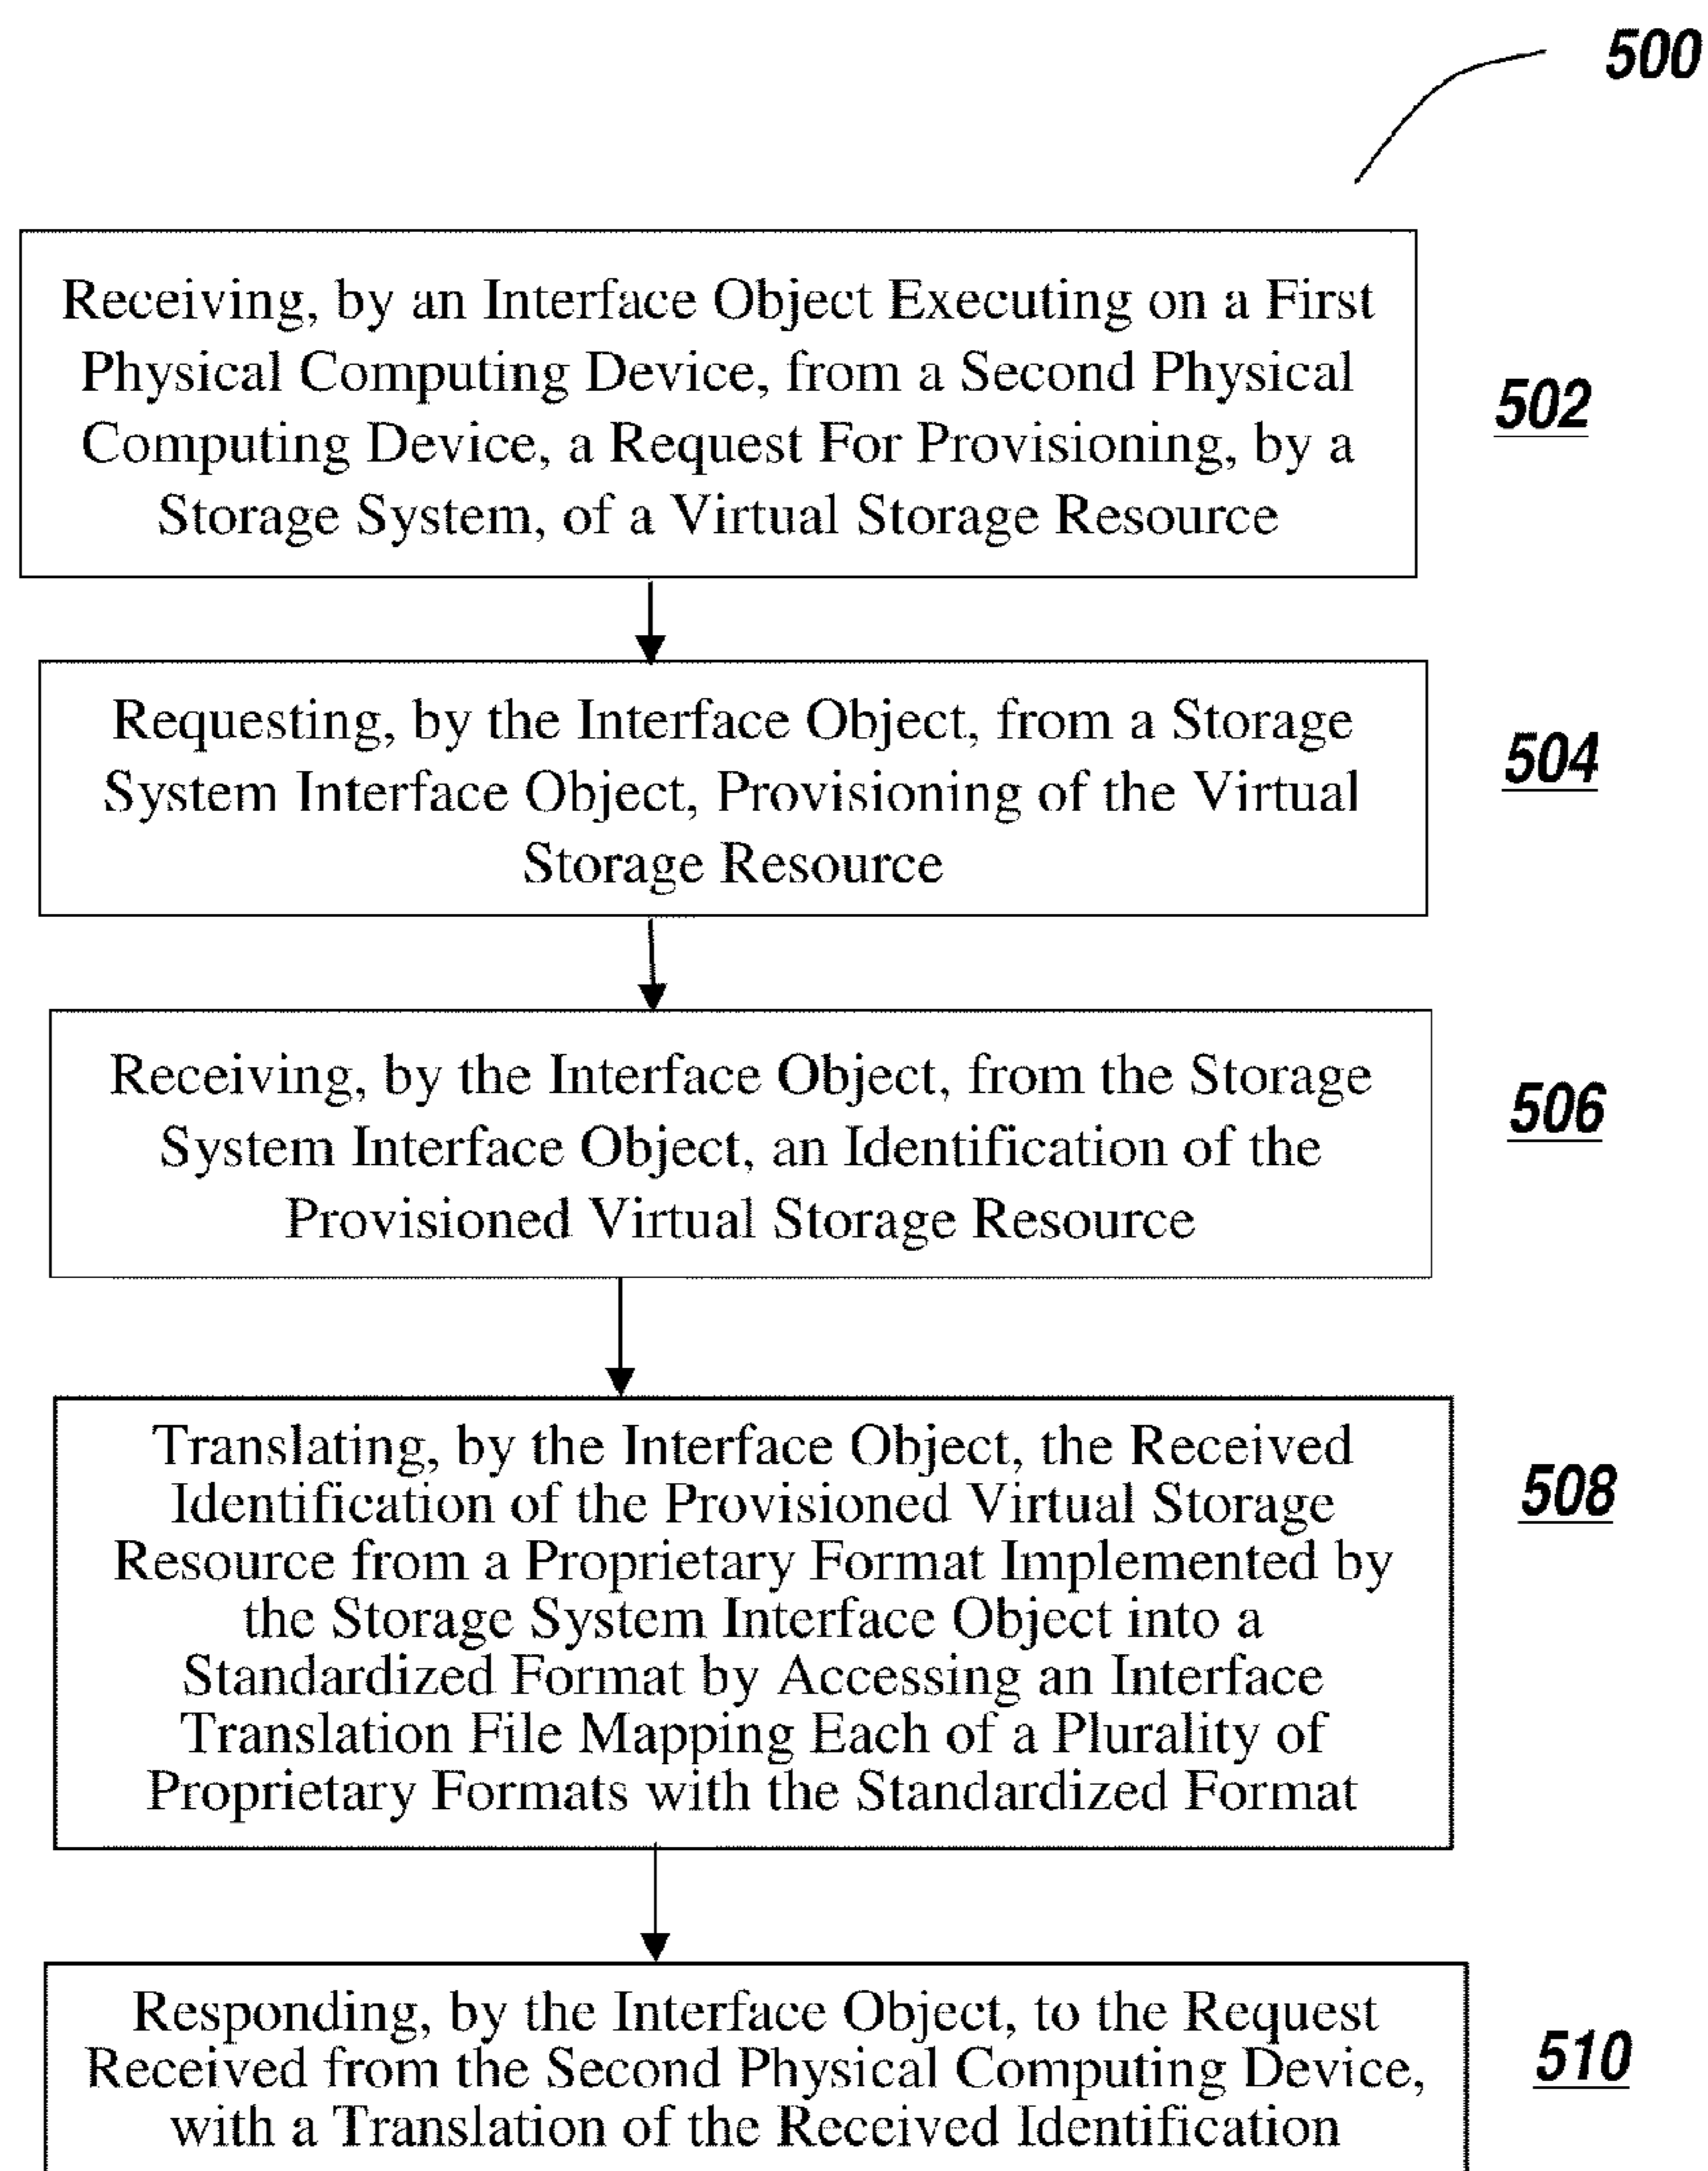 500
Receiving, by an Interface Object Executing on a First
Physical Computing Device, from a Second Physical
Computing Device, a Request For Provisioning, by a
Storage System, of a Virtual Storage Resource
502
Requesting, by the Interface Object, from a Storage
System Interface Object, Provisioning of the Virtual
Storage Resource
504
Receiving, by the Interface Object, from the Storage
System Interface Object, an Identification of the
Provisioned Virtual Storage Resource
506
Translating, by the Interface Object, the Received
Identification of the Provisioned Virtual Storage
Resource from a Proprietary Format Implemented by
the Storage System Interface Object into a
Standardized Format by Accessing an Interface
Translation File Mapping Each of a Plurality of
Proprietary Formats with the Standardized Format
508
Responding, by the Interface Object, to the Request
Received from the Second Physical Computing Device,
with a Translation of the Received Identification
510